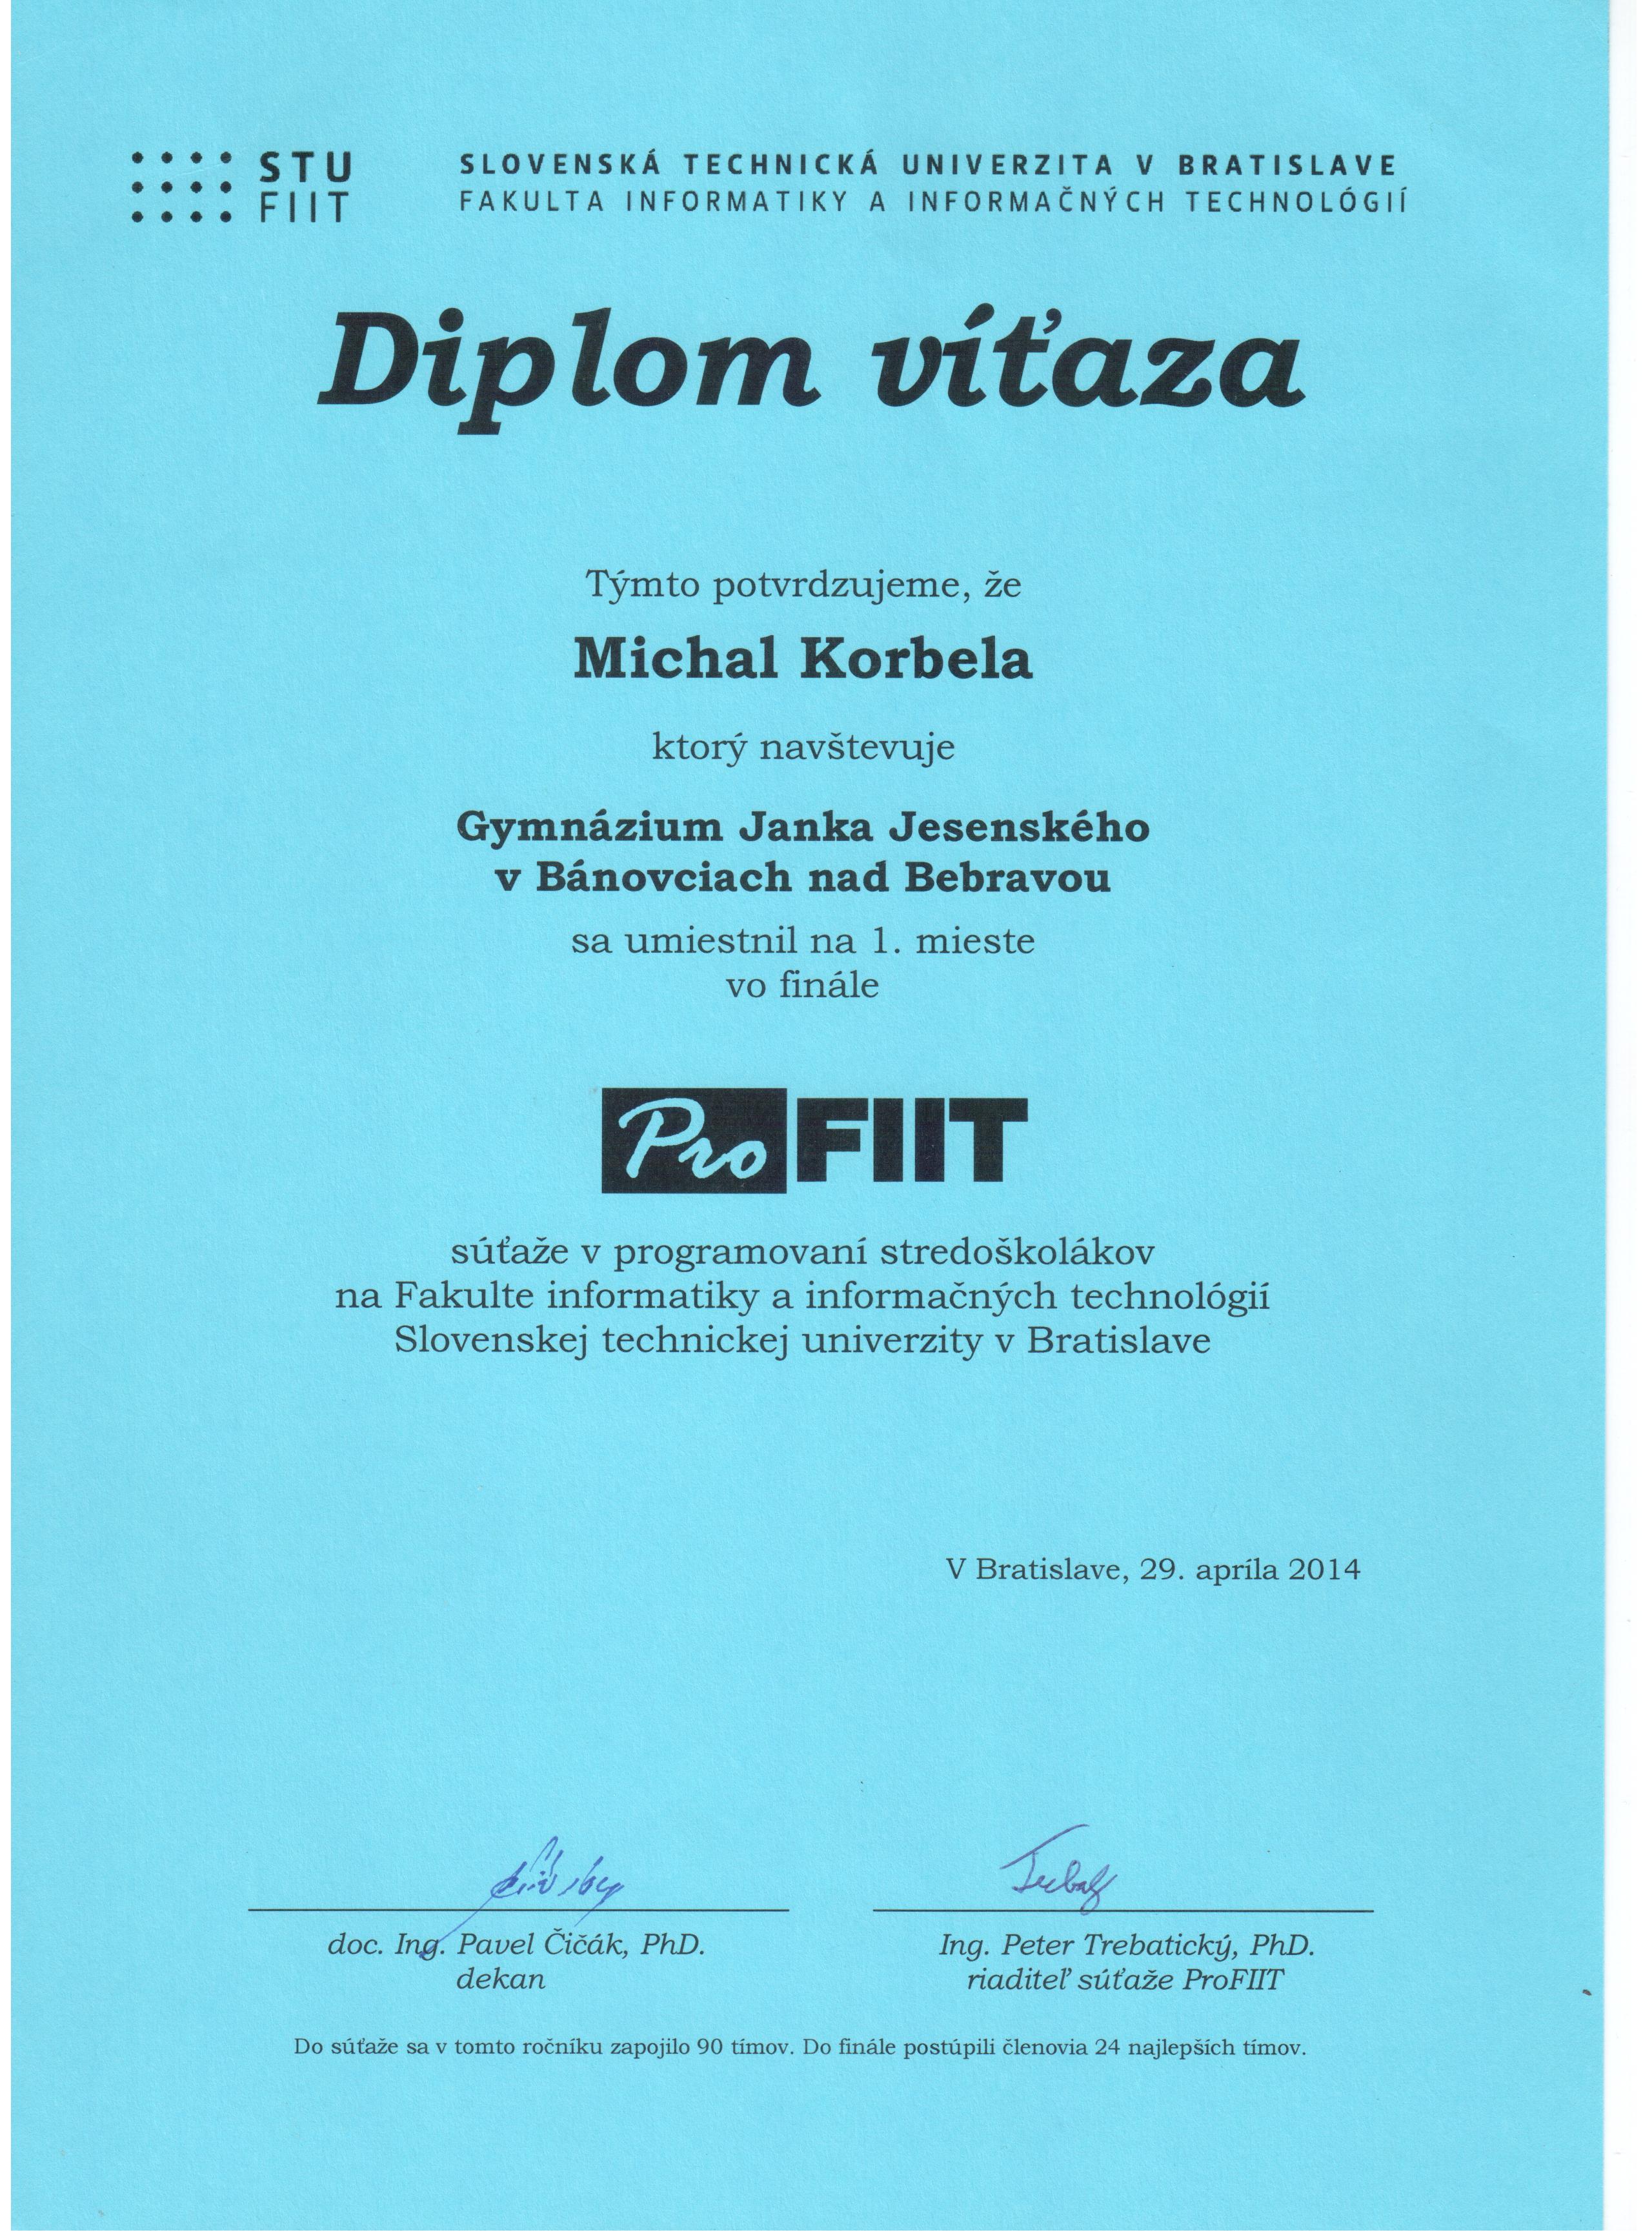 STU
FIIT
SLOVENSKÁ TECHNICKÁ UNIVERZITA V BRATISLAVE
FAKULTA INFORMATIKY A INFORMAČNÝCH TECHNOLÓGIÍ
Diplom víťaza
Týmto potvrdzujeme, že
Michal Korbela
ktorý navštevuje
Gymnázium Janka Jesenského
v Bánovciach nad Bebravou
sa umiestnil na 1. mieste
vo finále
ProFIIT
súťaže v programovaní stredoškolákov
na Fakulte informatiky a informačných technológií
Slovenskej technickej univerzity v Bratislave
V Bratislave, 29. apríla 2014
doc. Ing. Pavel Čičák, PhD.
dekan
Ing. Peter Trebatický, PhD.
riaditeľ súťaže ProFIIT
Do súťaže sa v tomto ročníku zapojilo 90 tímov. Do finále postúpili členovia 24 najlepších tímov.